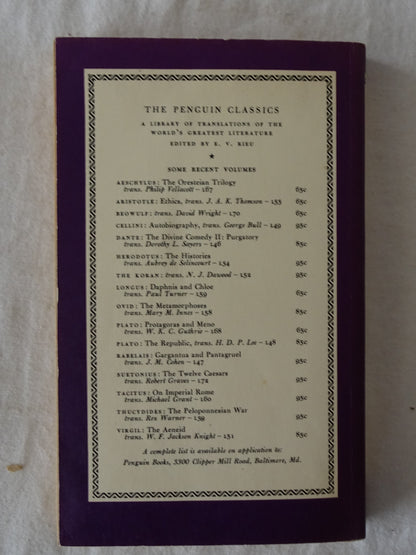 THE PENGUIN CLASSICS
A LIBRARY OF TRANSLATIONS OF THE
WORLD'S GREATEST LITERATURE
EDITED BY E. V. RIEU
★
SOME RECENT VOLUMES
AESCHYLUS: The Oresteian Trilogy
trans. Philip Vellacott – 167 65c
ARISTOTLE: Ethics, trans. J. A. K. Thomson – 155 65c
BEOWULF: trans. David Wright – 170 65c
CELLINI: Autobiography, trans. George Bull – 149 95c
DANTE: The Divine Comedy II: Purgatory
trans. Dorothy L. Sayers – 146 85c
HERODOTUS: The Histories
trans. Aubrey de Sélincourt – 134 95c
THE KORAN: trans. N. J. Dawood – 152 95c
LONGUS: Daphnis and Chloe
trans. Paul Turner – 159 65c
OVID: The Metamorphoses
trans. Mary M. Innes – 158 85c
PLATO: Protagoras and Meno
trans. W. K. C. Guthrie – 168 65c
PLATO: The Republic, trans. H. D. P. Lee – 148 85c
RABELAIS: Gargantua and Pantagruel
trans. J. M. Cohen – 147 95c
SUETONIUS: The Twelve Caesars
trans. Robert Graves – 172 95c
TACITUS: On Imperial Rome
trans. Michael Grant – 160 95c
THUCYDIDES: The Peloponnesian War
trans. Rex Warner – 139 95c
VIRGIL: The Aeneid
trans. W. F. Jackson Knight – 151 85c
A complete list is available on application to:
Penguin Books, 3300 Clipper Mill Road, Baltimore, Md.